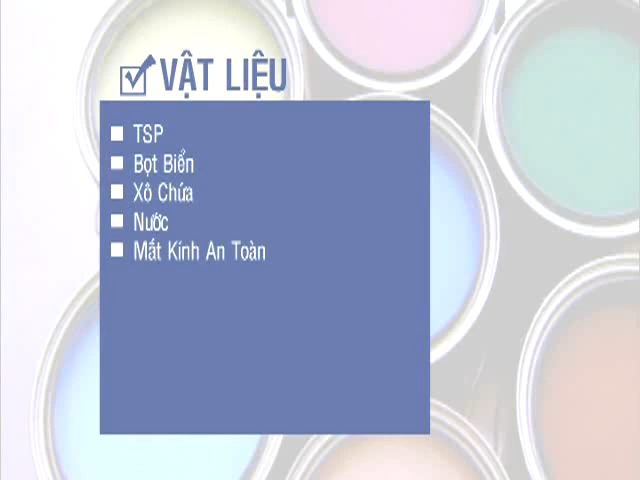 VẬT LIỆU
TSP
Bọt Biển
Xô Chứa
Nước
Mắt Kính An Toàn